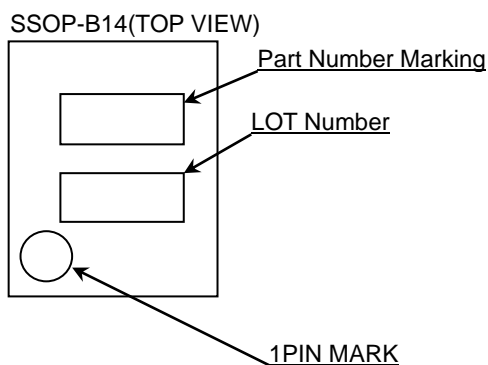 SSOP-B14(TOP VIEW)
Part Number Marking
LOT Number
1PIN MARK